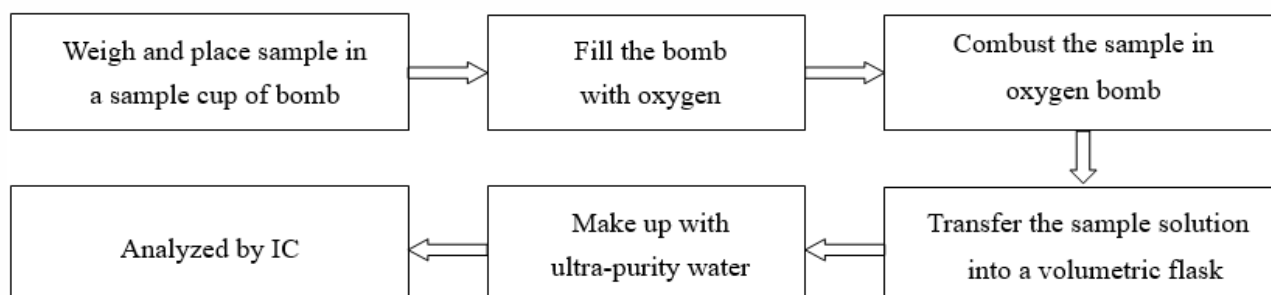 Weigh and place sample in
a sample cup of bomb
Fill the bomb
with oxygen
Combust the sample in
oxygen bomb
Transfer the sample solution
into a volumetric flask
Make up with
ultra-purity water
Analyzed by IC